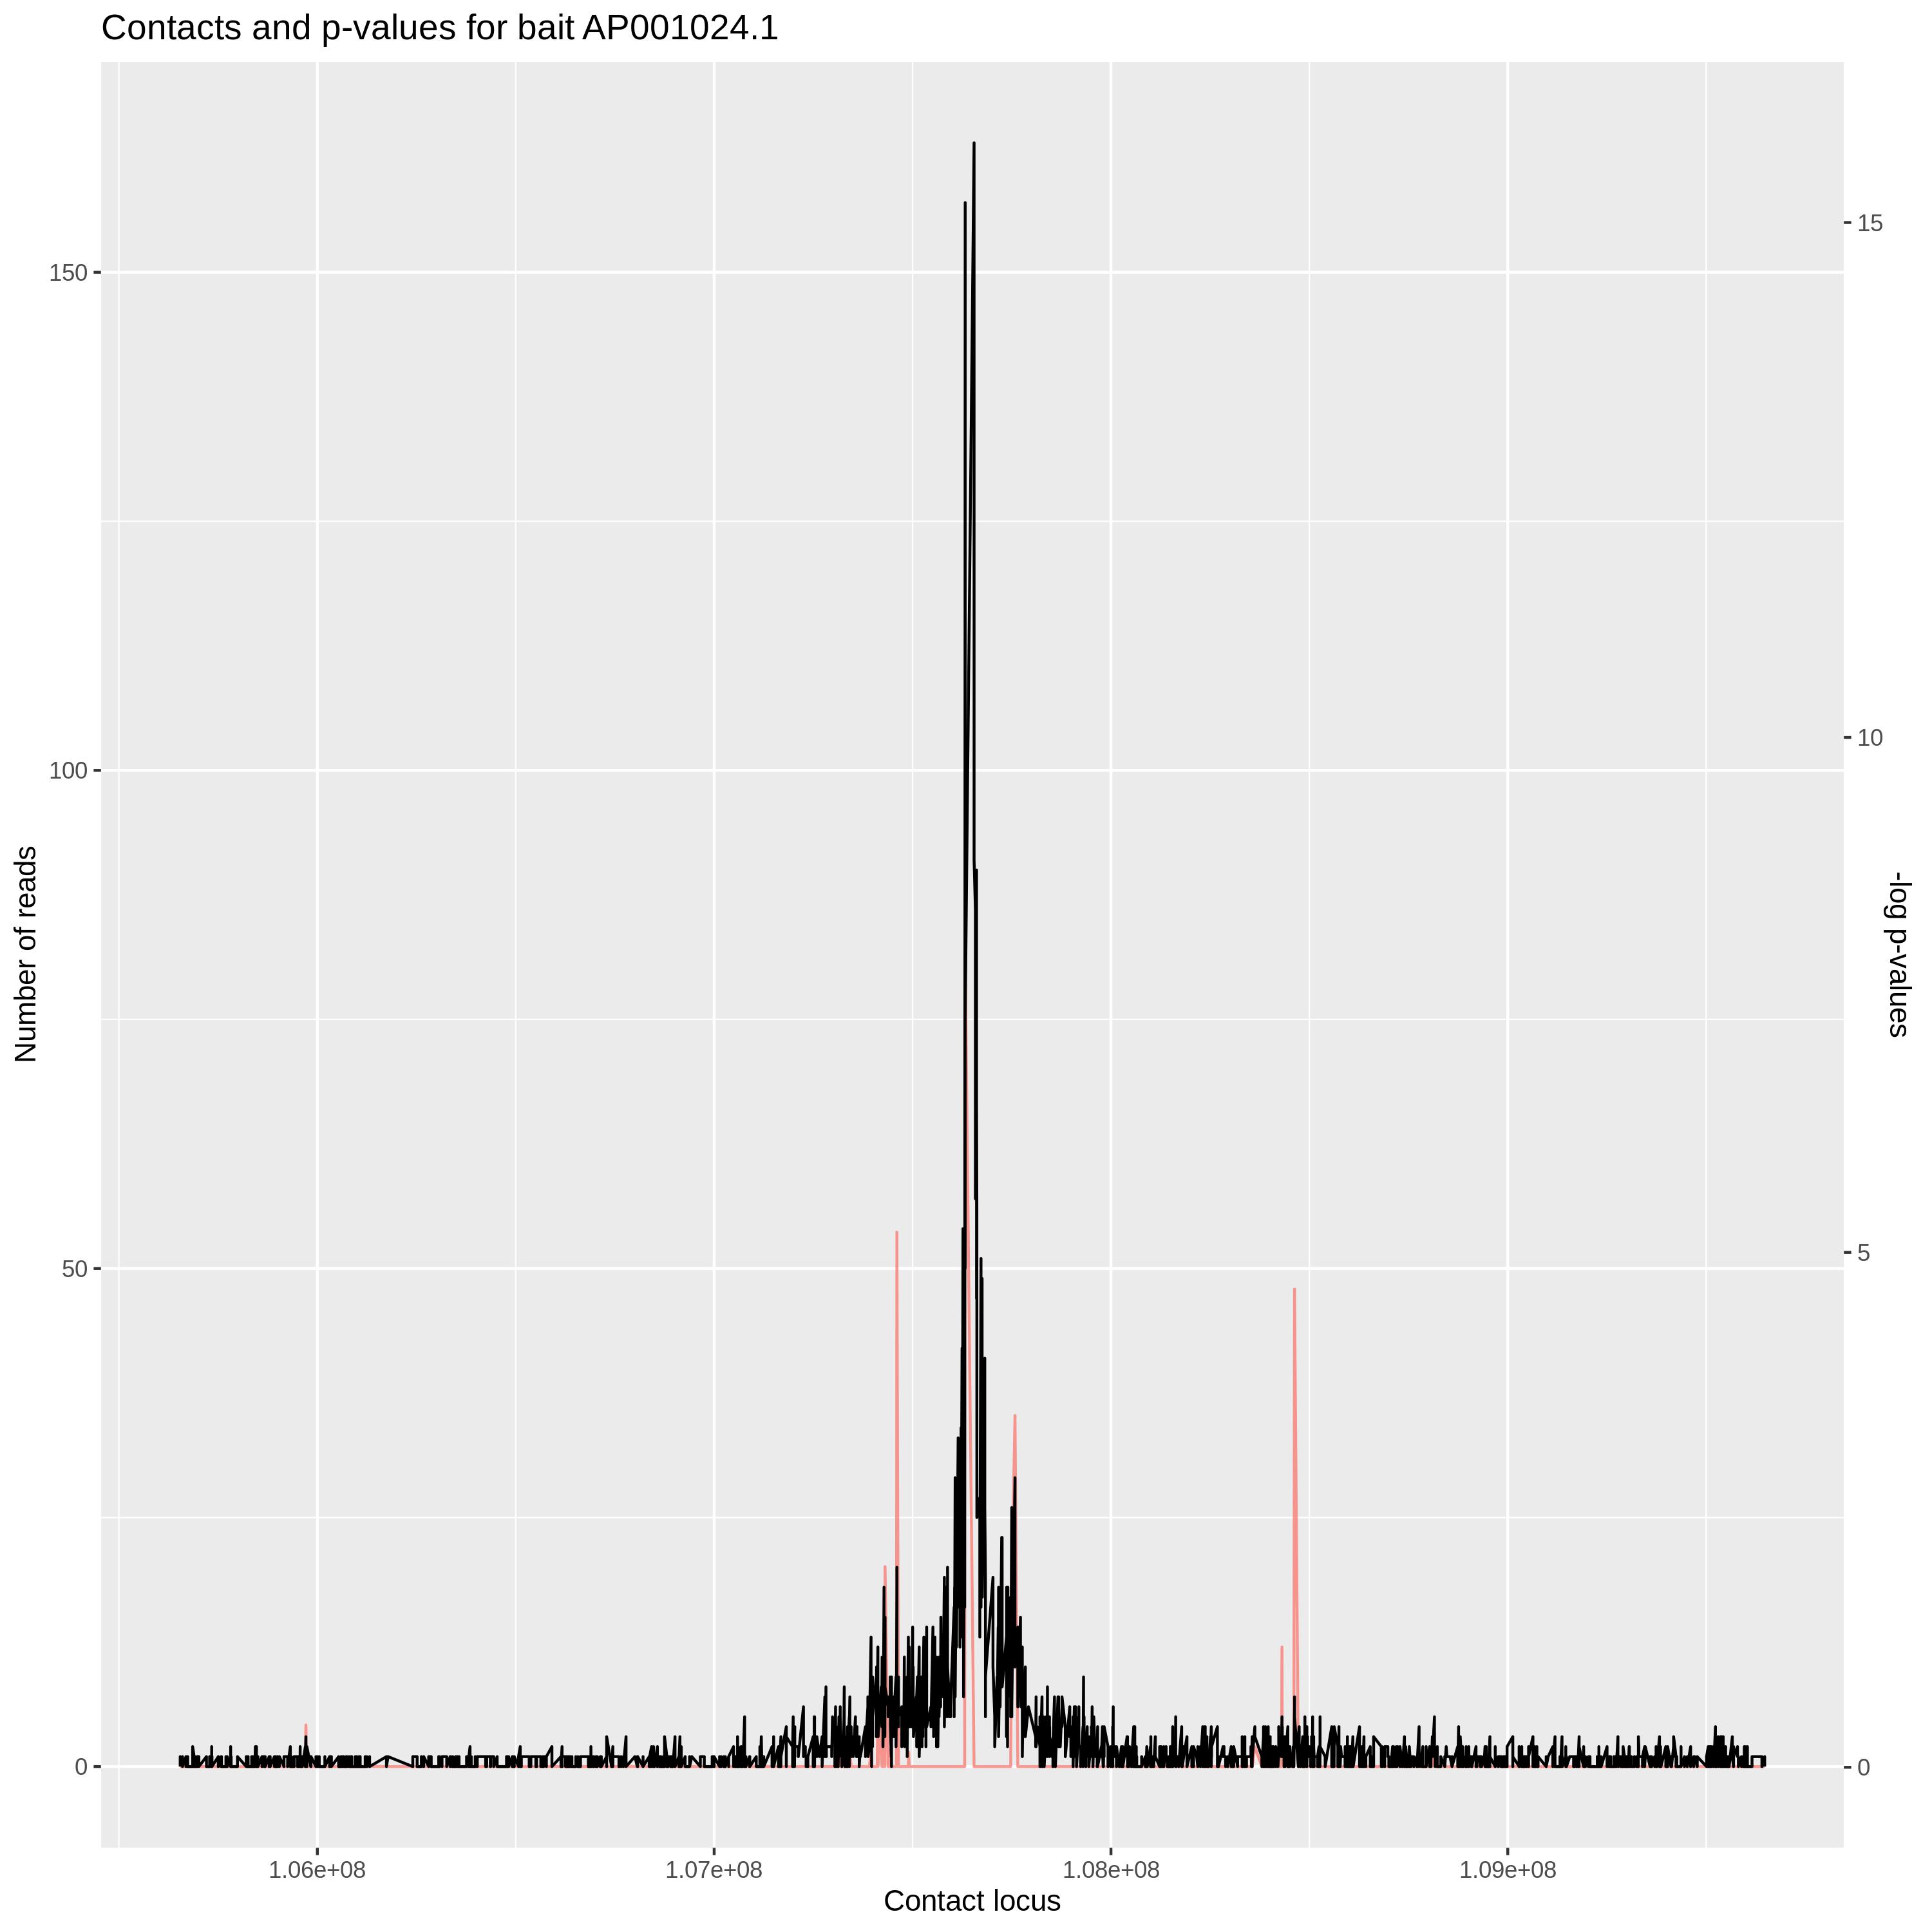 Contacts and p-values for bait AP001024.1
150
100
50
0
Number of reads
15
10
5
0
-log p-values
1.06e+08
1.07e+08
1.08e+08
1.09e+08
Contact locus